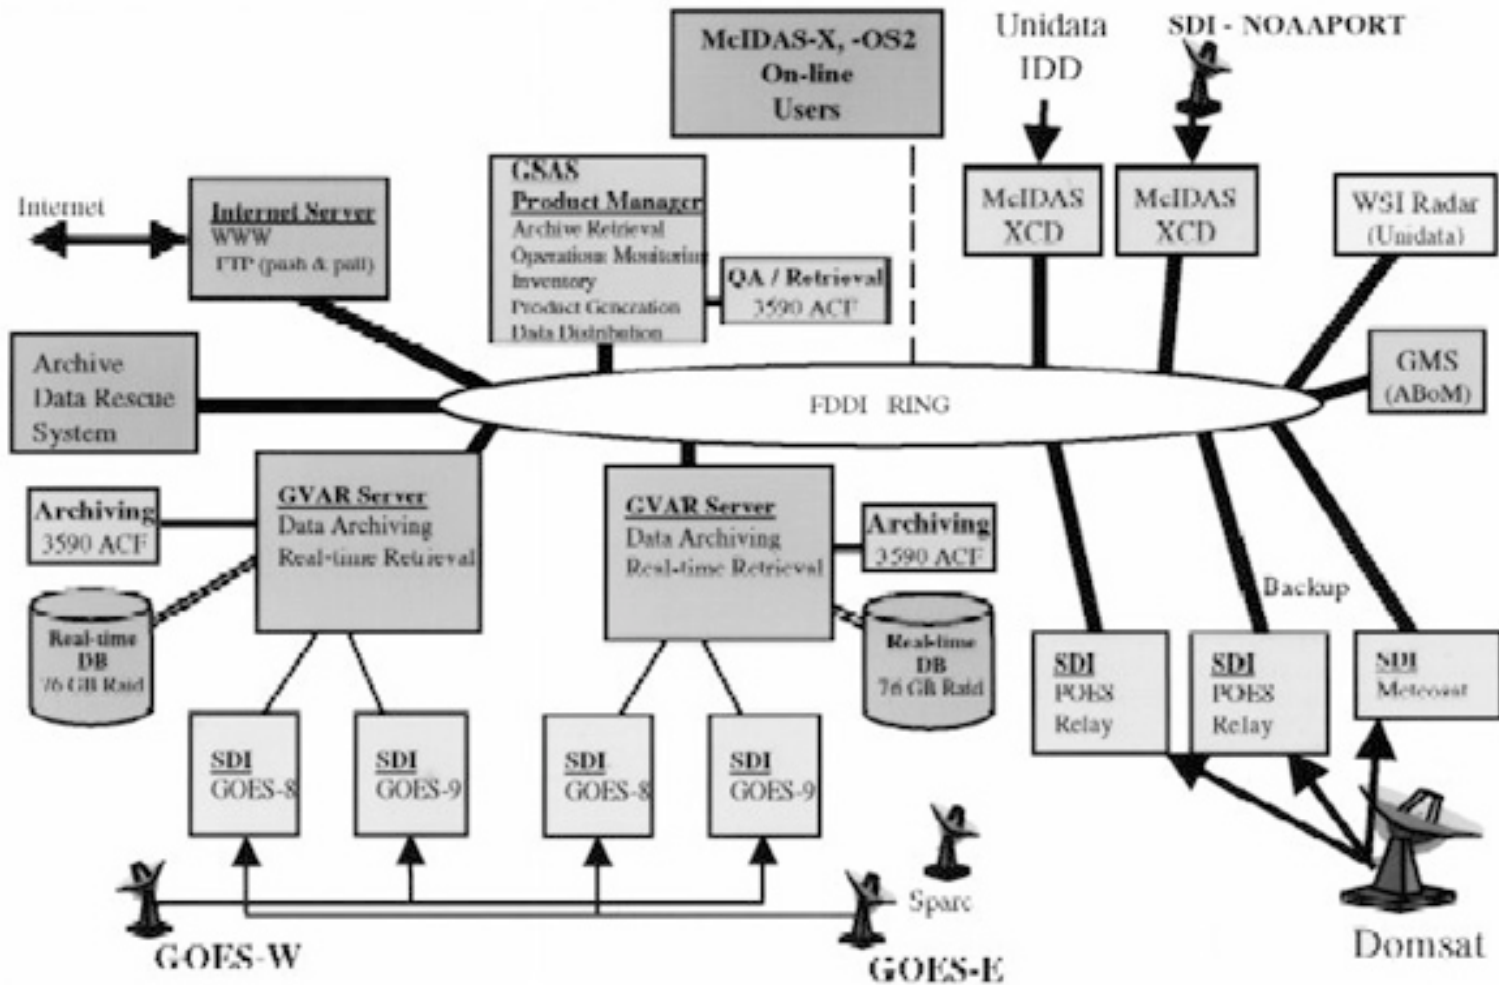 McIDAS-X, -OS2
On-line
Users
Unidata
IDD
SDI - NOAAPORT
Internet
Internet Server
WWW
FTP (push & pull)
GSAS
Product Manager
Archive Retrieval
Operations Monitoring
Inventory
Product Generation
Data Distribution
QA / Retrieval
3590 ACF
McIDAS
XCD
McIDAS
XCD
WSI Radar
(Unidata)
Archive
Data Rescue
System
FDDI RING
GMS
(ABoM)
Archiving
3590 ACF
GVAR Server
Data Archiving
Real-time Retrieval
GVAR Server
Data Archiving
Real-time Retrieval
Archiving
3590 ACF
Backup
Real-time
DB
76 GB Raid
Real-time
DB
76 GB Raid
SDI
POES
Relay
SDI
POES
Relay
SDI
Meteosat
SDI
GOES-8
SDI
GOES-9
SDI
GOES-8
SDI
GOES-9
Sparc
GOES-W
GOES-E
Domsat